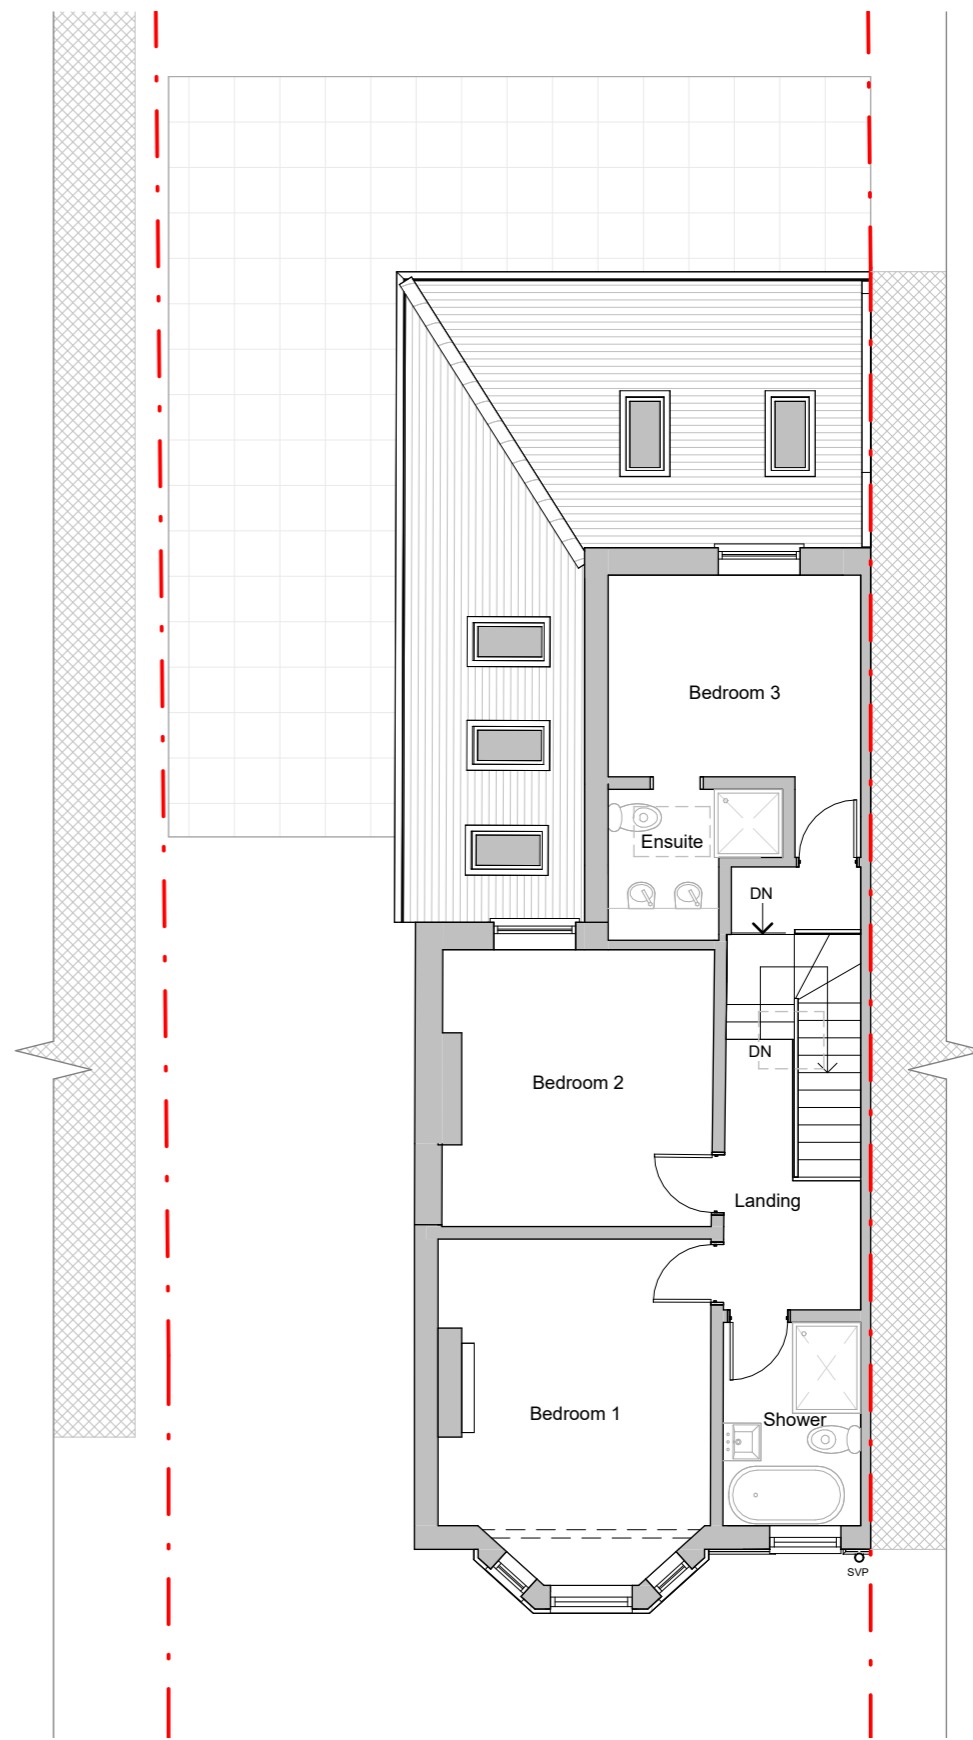 Bedroom 3
Ensuite
DN
DN
Bedroom 2
Landing
Bedroom 1
Shower
SVP